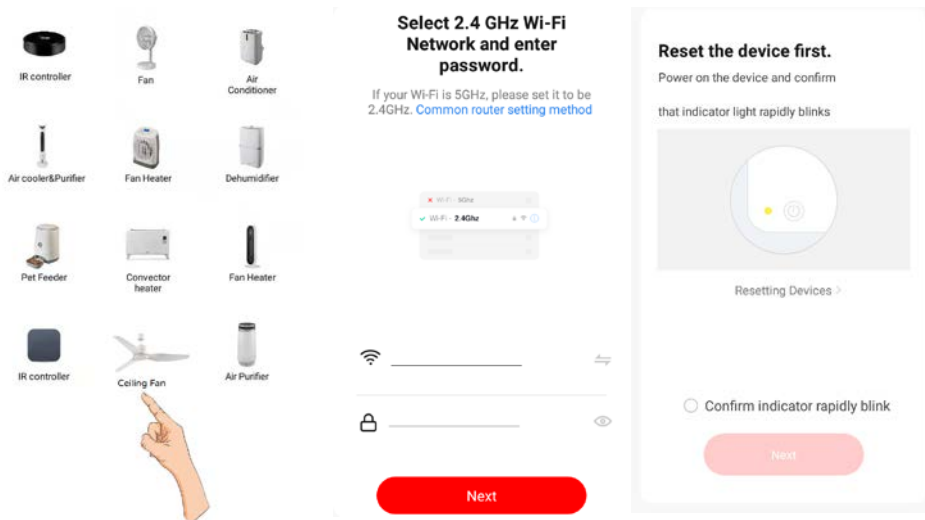 IR controller
Fan
Air
Conditioner
Air cooler&Purifier
Fan Heater
Dehumidifier
Pet Feeder
Convector
heater
Fan Heater
IR controller
Ceiling Fan
Air Purifier
Select 2.4 GHz Wi-Fi
Network and enter
password.
If your Wi-Fi is 5GHz, please set it to be
2.4GHz. Common router setting method
Wi-Fi - 5Ghz
Wi-Fi - 2.4Ghz
Next
Reset the device first.
Power on the device and confirm
that indicator light rapidly blinks
Resetting Devices >
Confirm indicator rapidly blink
Next